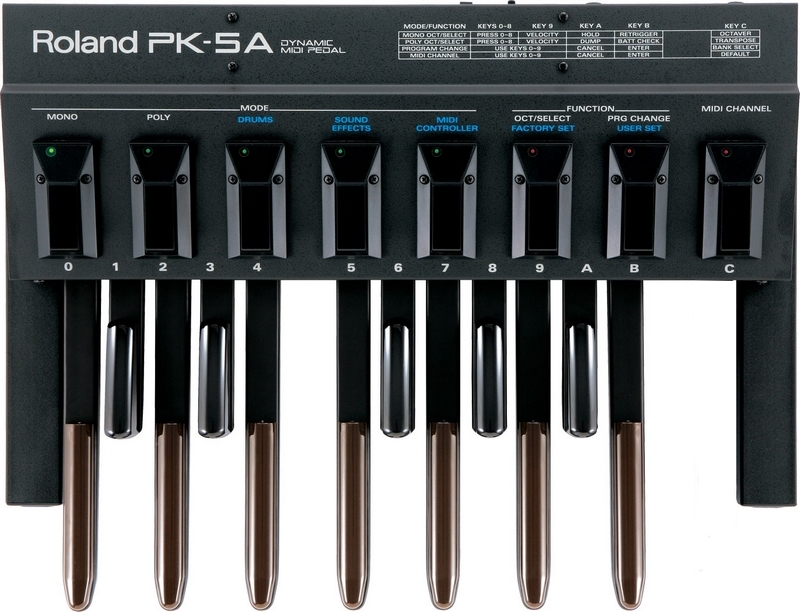 Roland PK-5A DYNAMIC
MIDI PEDAL
MODE/FUNCTION KEYS 0~8 KEY 9 KEY A KEY B KEY C
MONO OCT/SELECT PRESS 0~8 VELOCITY HOLD RETRIGGER OCTAVER
POLY OCT/SELECT PRESS 0~8 VELOCITY DUMP BATT CHECK TRANSPOSE
PROGRAM CHANGE USE KEYS 0~9 CANCEL ENTER BANK SELECT
MIDI CHANNEL USE KEYS 0~9 CANCEL ENTER DEFAULT
MODE FUNCTION
MONO POLY DRUMS SOUND EFFECTS MIDI CONTROLLER OCT/SELECT PRG CHANGE MIDI CHANNEL
FACTORY SET USER SET
0 1 2 3 4 5 6 7 8 9 A B C